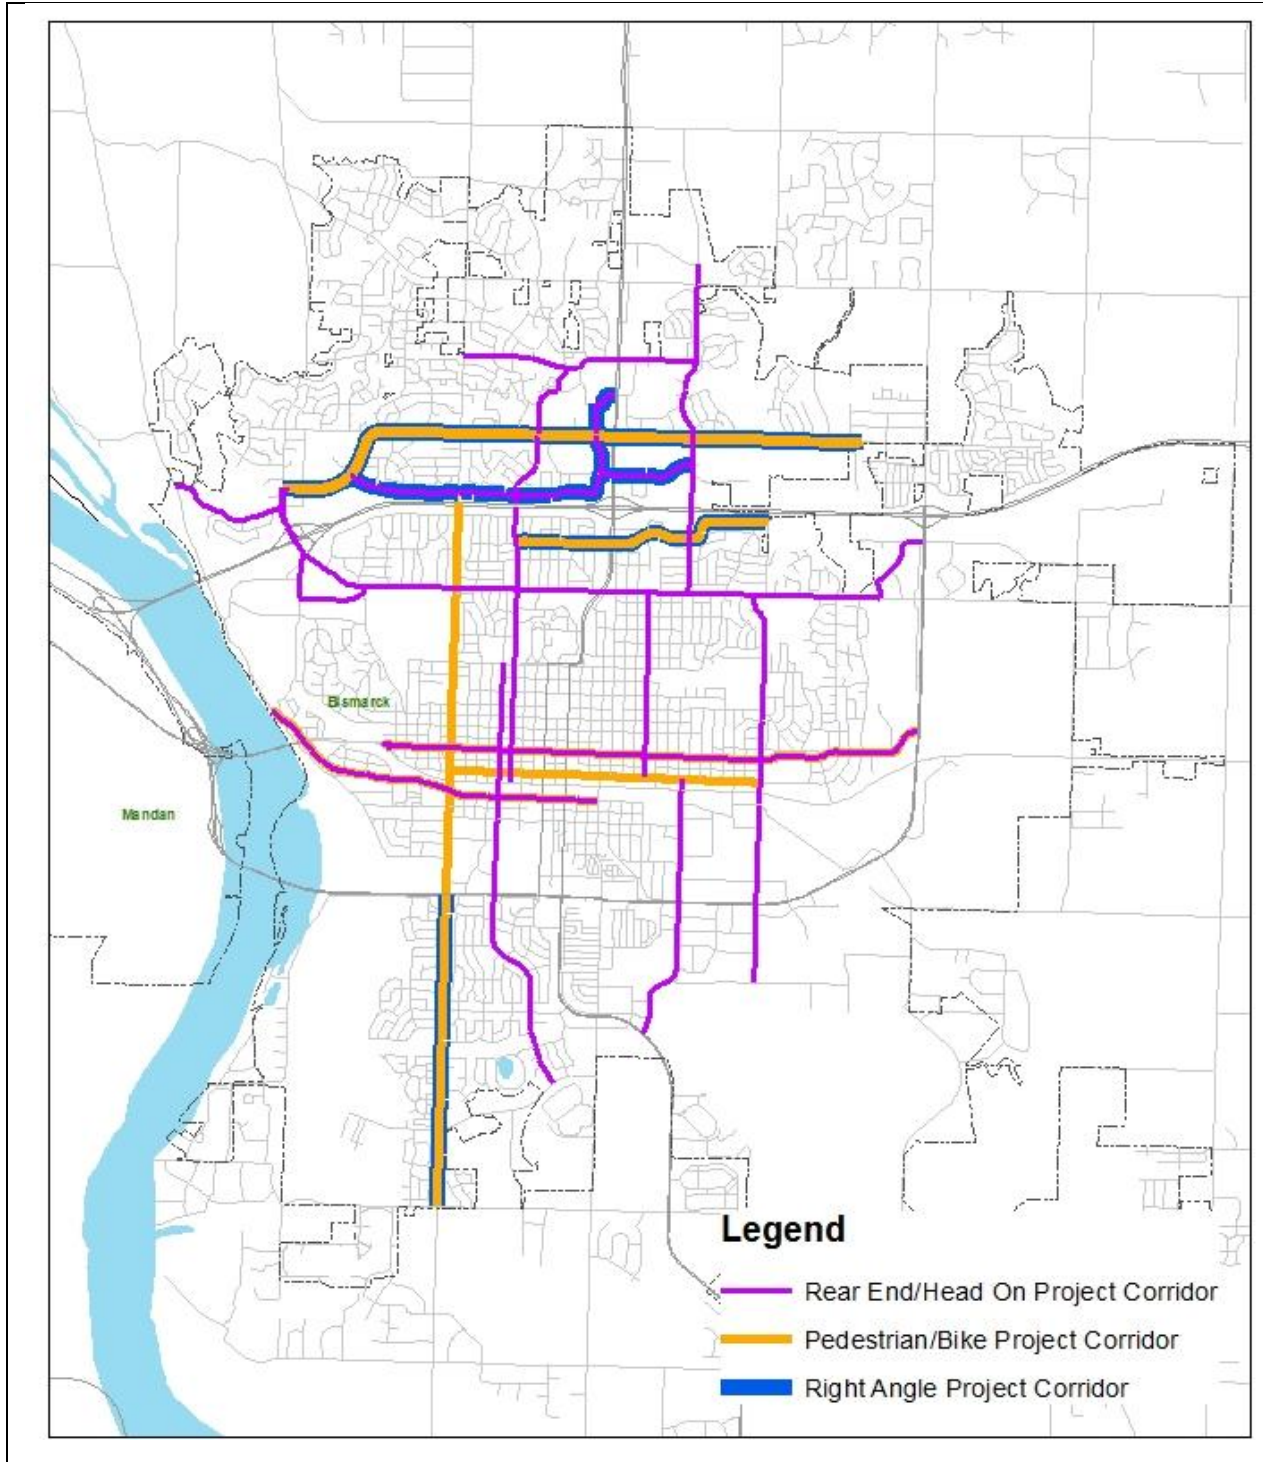 Bismarck
Mandan
Legend
Rear End/Head On Project Corridor
Pedestrian/Bike Project Corridor
Right Angle Project Corridor